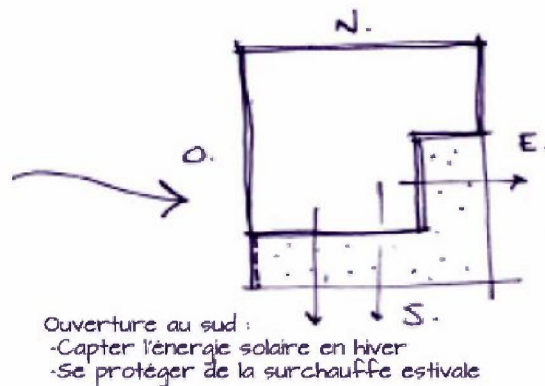 N.
O.
E.
S.
Ouverture au sud :
-Capter l'énergie solaire en hiver
-Se protéger de la surchauffe estivale